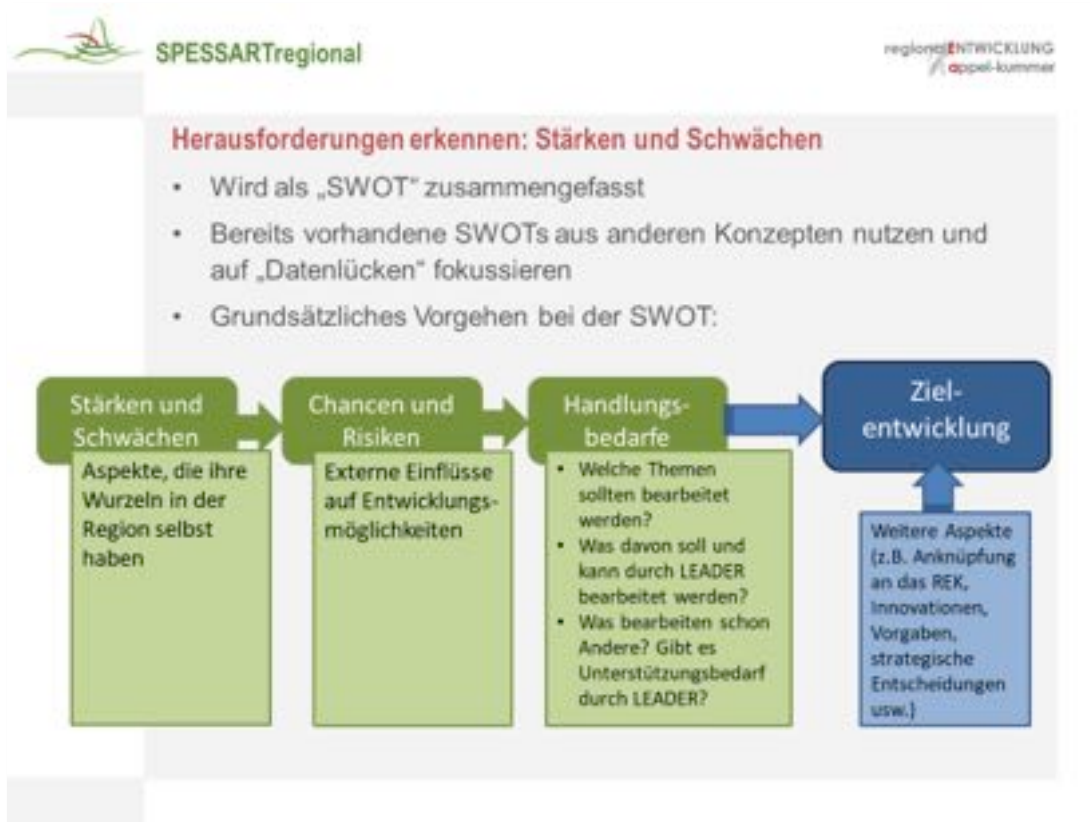 SPESSARTregional
regionalENTWICKLUNG
appel-kummer
Herausforderungen erkennen: Stärken und Schwächen
• Wird als „SWOT“ zusammengefasst
• Bereits vorhandene SWOTs aus anderen Konzepten nutzen und
auf „Datenlücken“ fokussieren
• Grundsätzliches Vorgehen bei der SWOT:
Stärken und
Schwächen
Aspekte, die ihre
Wurzeln in der
Region selbst
haben
Chancen und
Risiken
Externe Einflüsse
auf Entwicklungs-
möglichkeiten
Handlungs-
bedarfe
• Welche Themen
sollten bearbeitet
werden?
• Was davon soll und
kann durch LEADER
bearbeitet werden?
• Was bearbeiten schon
Andere? Gibt es
Unterstützungsbedarf
durch LEADER?
Ziel-
entwicklung
Weitere Aspekte
(z.B. Anknüpfung
an das REK,
Innovationen,
Vorgaben,
strategische
Entscheidungen
usw.)